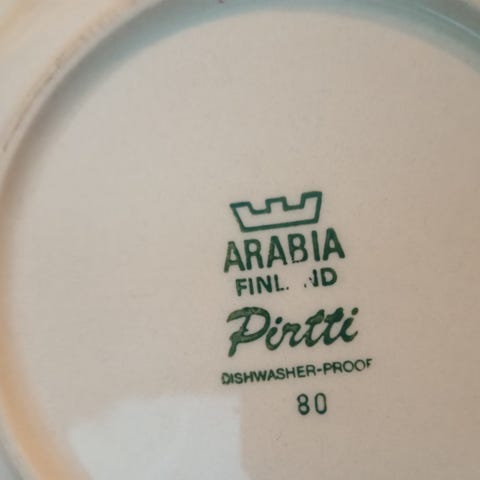 ARABIA
FINLAND
Pirtti
DISHWASHER-PROOF
80